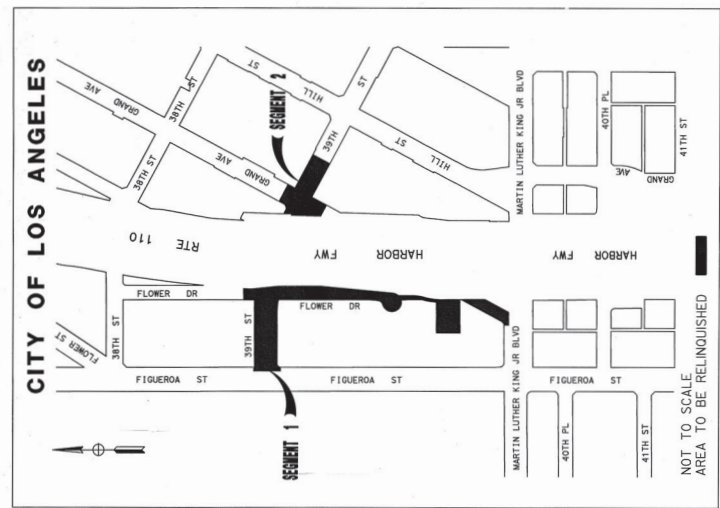 CITY OF LOS ANGELES
GRAND
AVE
38TH
ST
HILL
ST
SEGMENT 2
39TH
ST
38TH ST
GRAND
AVE
HILL
ST
RTE 110
HARBOR FWY
HARBOR FWY
MARTIN LUTHER KING JR BLVD
40TH PL
GRAND
AVE
41TH ST
FLOWER ST
38TH ST
FLOWER DR
39TH ST
FLOWER DR
FIGUEROA ST
FIGUEROA ST
FIGUEROA ST
SEGMENT 1
MARTIN LUTHER KING JR BLVD
40TH PL
41TH ST
NOT TO SCALE
AREA TO BE RELINQUISHED